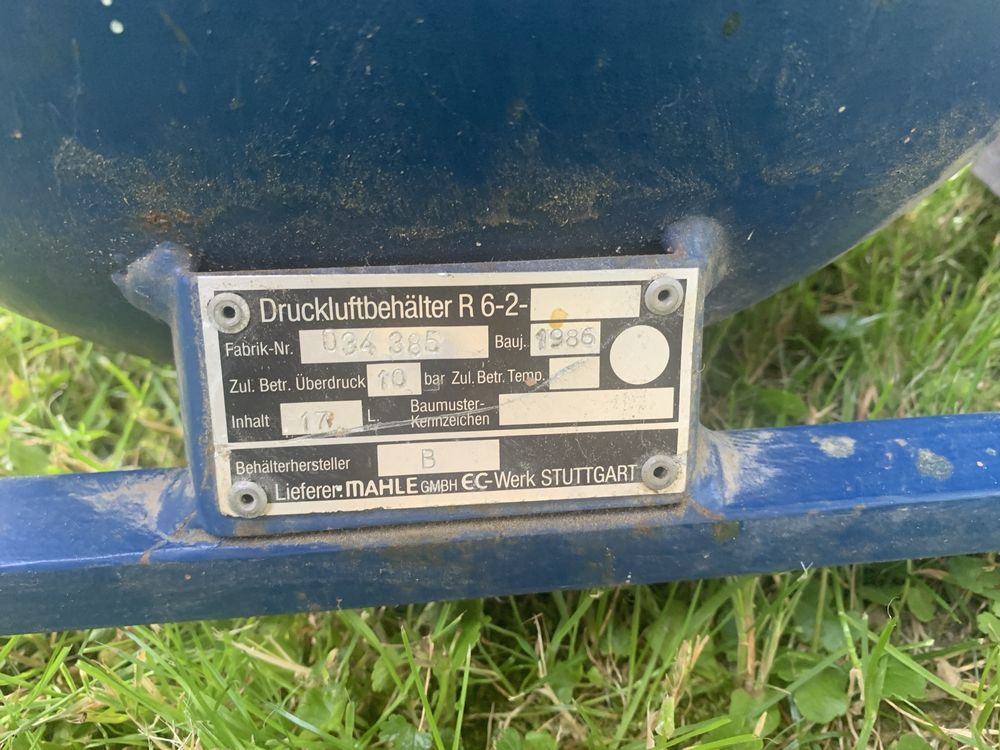 Druckluftbehälter R 6-2-
Fabrik-Nr. 034 385 Bauj. 1986
Zul. Betr. Überdruck 10 bar Zul. Betr. Temp.
Inhalt 17 L. Baumuster-
Kennzeichen
Behälterhersteller B
Lieferer: MAHLE GMBH EC-Werk STUTTGART